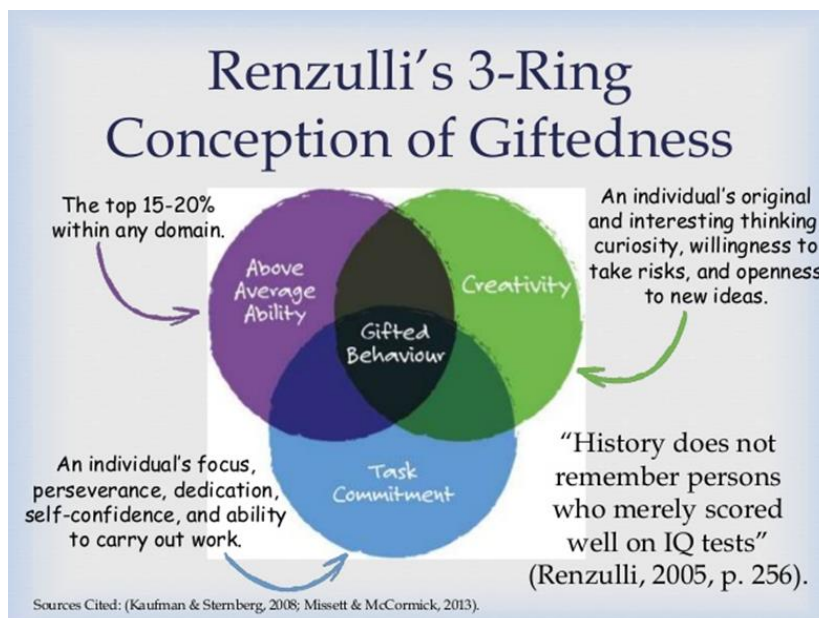 Renzulli's 3-Ring
Conception of Giftedness
The top 15-20%
within any domain.
An individual's original
and interesting thinking
curiosity, willingness to
take risks, and openness
to new ideas.
Above
Average
Ability
Creativity
Gifted
Behaviour
Task
Commitment
An individual's focus,
perseverance, dedication,
self-confidence, and ability
to carry out work.
“History does not
remember persons
who merely scored
well on IQ tests”
(Renzulli, 2005, p. 256).
Sources Cited: (Kaufman & Sternberg, 2008; Missett & McCormick, 2013).